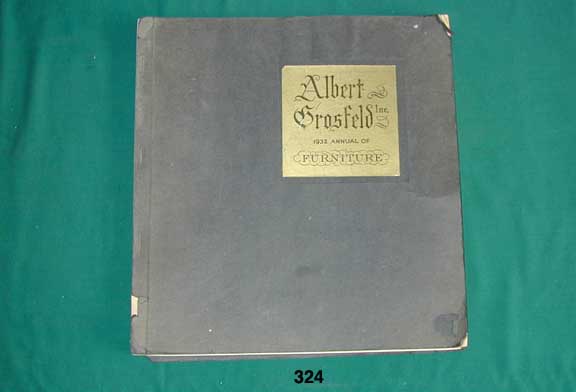 Albert
Grosfeld Inc.
1932 ANNUAL OF
FURNITURE
324